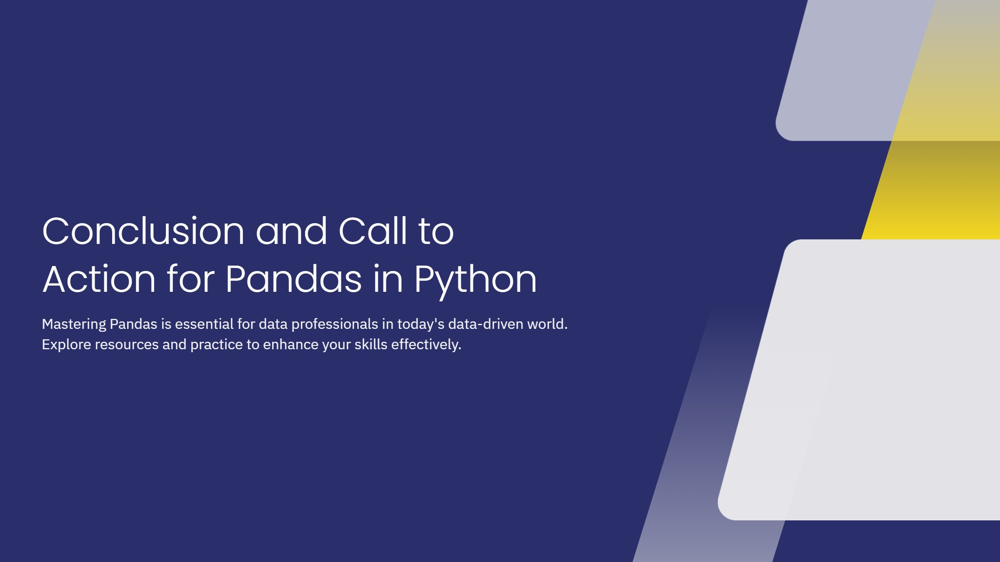 Conclusion and Call to
Action for Pandas in Python
Mastering Pandas is essential for data professionals in today's data-driven world.
Explore resources and practice to enhance your skills effectively.